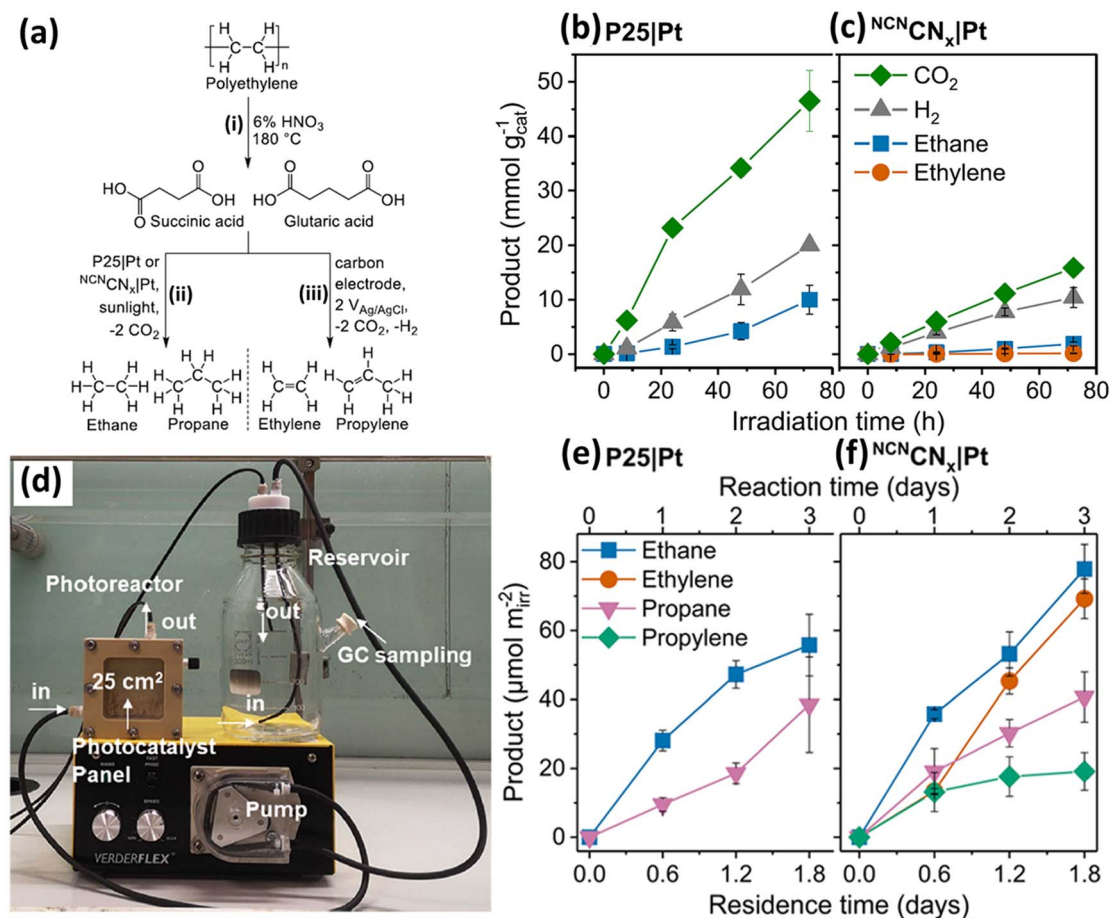 (a)
H H
C C
H H
n
Polyethylene
(i) 6% HNO3
180 °C
O O
HO OH HO OH
O
Succinic acid Glutaric acid
P25|Pt or
NCNCNx|Pt,
sunlight,
-2 CO2
(ii)
(iii)
carbon
electrode,
2 VAg/AgCl,
-2 CO2, -H2
Ethane Propane Ethylene Propylene
(b) P25|Pt
Product (mmol g-1cat)
50
40
30
20
10
0
0 20 40 60 80
(c) NCNCNx|Pt
CO2
H2
Ethane
Ethylene
0 20 40 60 80
Irradiation time (h)
(d)
Reservoir
Photoreactor
out
out
GC sampling
in
25 cm2
in
Photocatalyst
Panel
Pump
VERDERFLEX
(e) P25|Pt
(f) NCNCNx|Pt
Reaction time (days)
0 1 2 3 0 1 2 3
Product (µmol m-2irr)
80
60
40
20
0
Ethane
Ethylene
Propane
Propylene
0.0 0.6 1.2 1.8 0.0 0.6 1.2 1.8
Residence time (days)